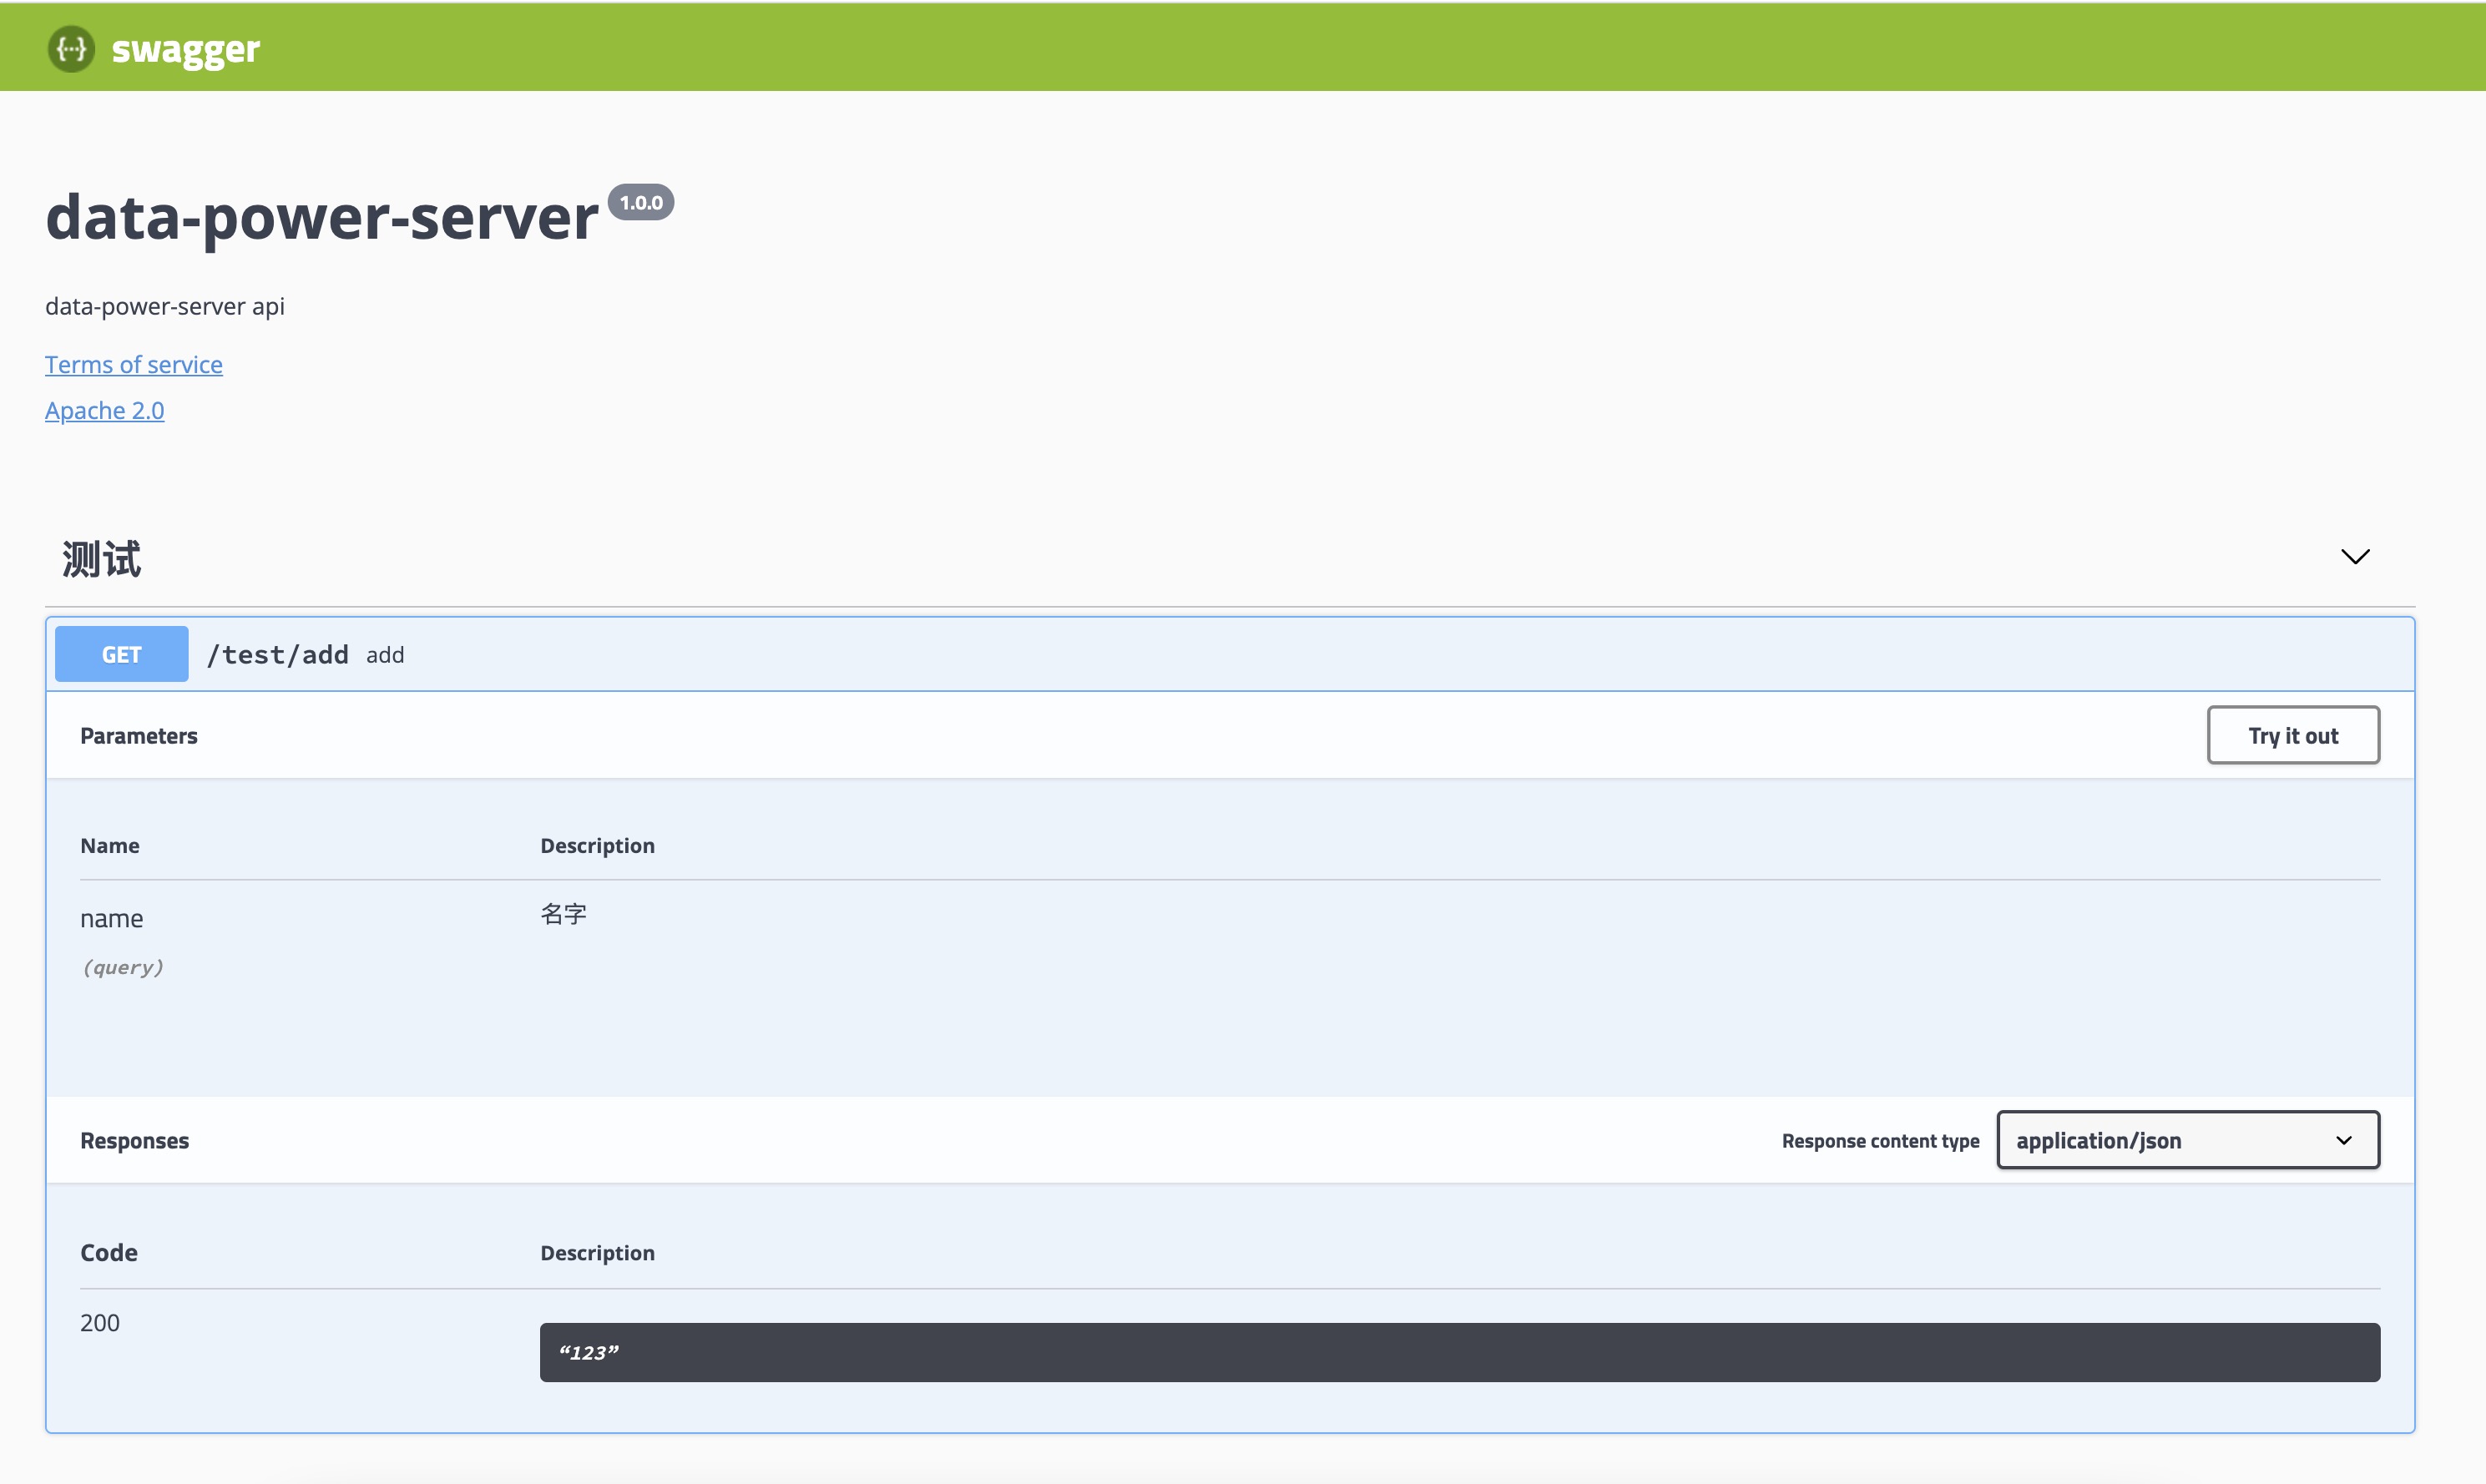 {···} swagger
data-power-server 1.0.0
data-power-server api
Terms of service
Apache 2.0
测试
GET /test/add add
Parameters Try it out
Name Description
name 名字
(query)
Responses Response content type application/json
Code Description
200
“123”